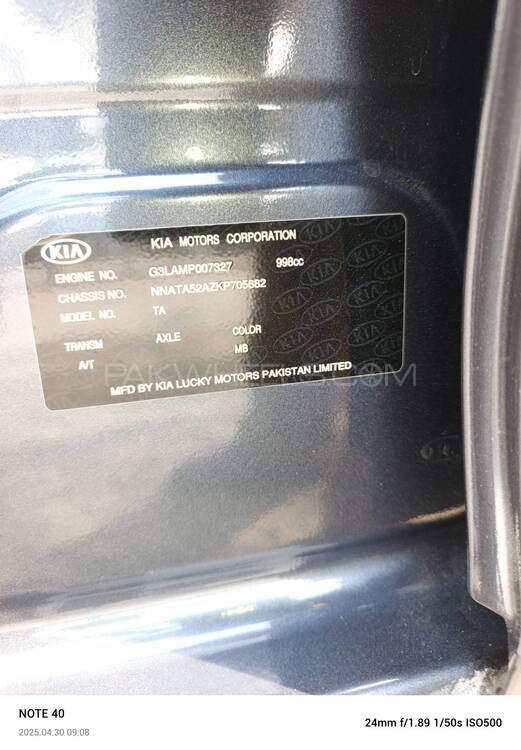 KIA KIA MOTORS CORPORATION
ENGINE NO. G3LAMP007327 998cc
CHASSIS NO. NNATA52AZKP705682
MODEL NO. TA
TRANSM AXLE COLOR
A/T MB
MFD BY KIA LUCKY MOTORS PAKISTAN LIMITED
PAKWHEELS.COM
NOTE 40
2025.04.30 09:08
24mm f/1.89 1/50s ISO500